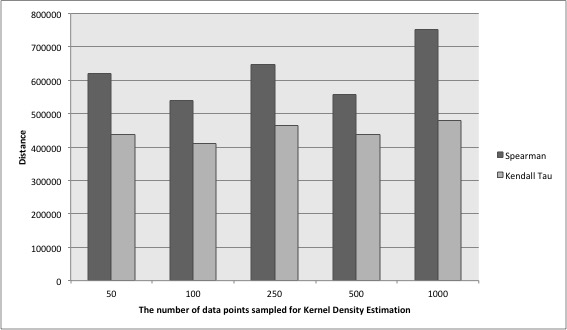 800000
700000
600000
500000
400000
300000
200000
100000
0
Distance
50 100 250 500 1000
The number of data points sampled for Kernel Density Estimation
Spearman
Kendall Tau